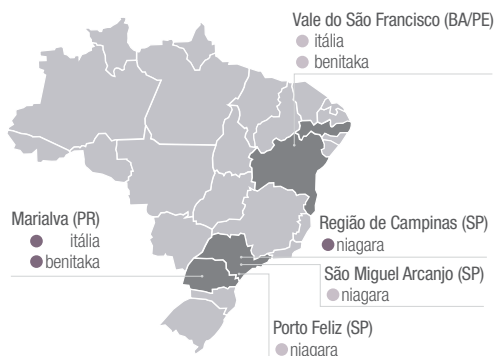 Vale do São Francisco (BA/PE)
itália
benitaka
Marialva (PR)
itália
benitaka
Região de Campinas (SP)
niagara
São Miguel Arcanjo (SP)
niagara
Porto Feliz (SP)
niagara